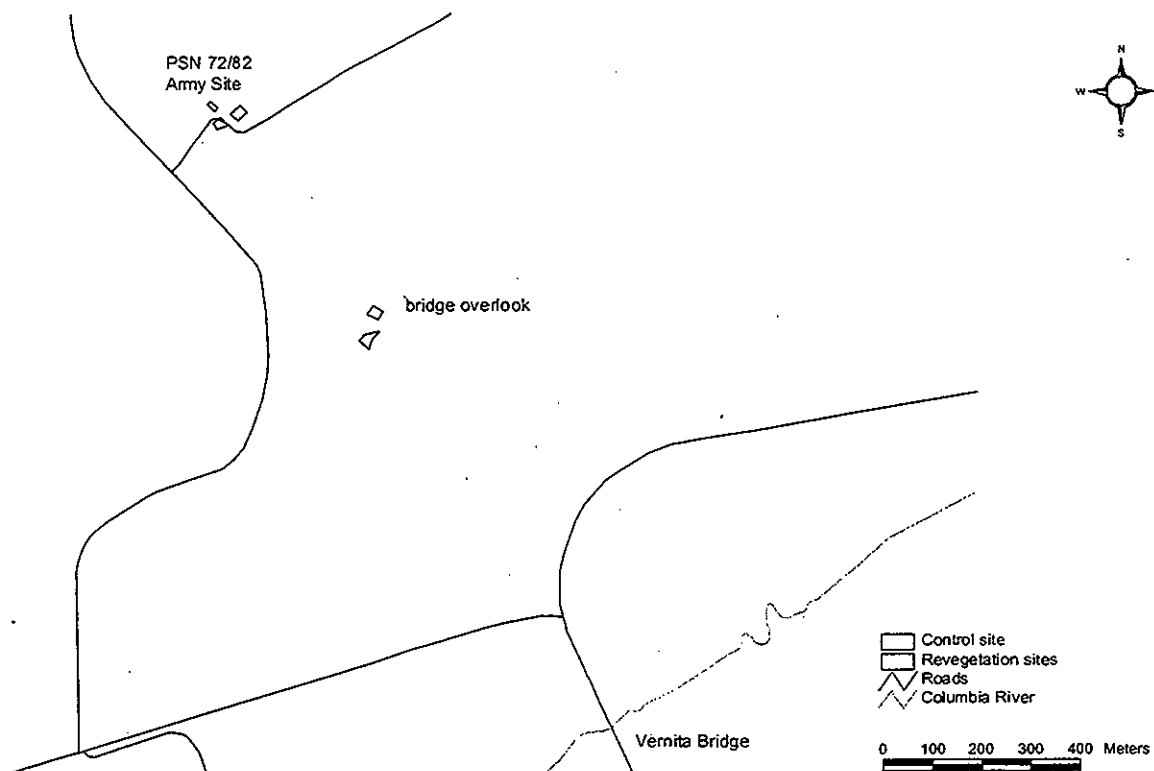 PSN 72/82
Army Site
N
W
S
bridge overlook
Control site
Revegetation sites
Roads
Columbia River
Vernita Bridge
0 100 200 300 400 Meters